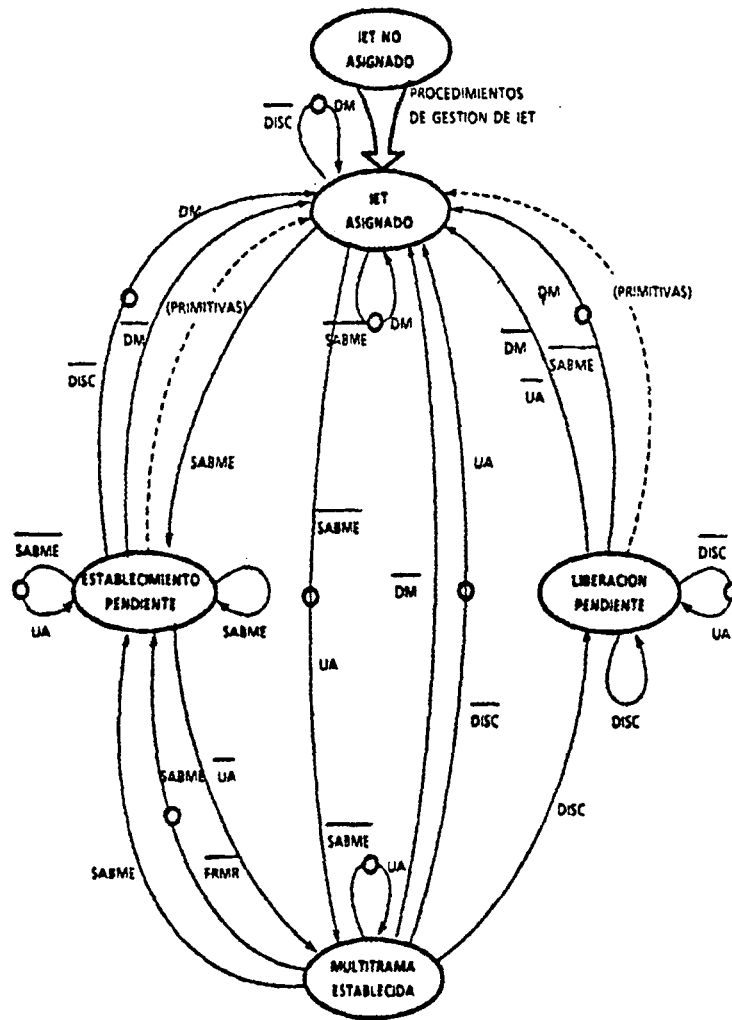 IET NO
ASIGNADO
PROCEDIMIENTOS
DE GESTION DE IET
DM
DISC
IET
ASIGNADO
DM
(PRIMITIVAS)
DM
DISC
SABME
DM
SABME
SABME
UA
DM
DISC
UA
(PRIMITIVAS)
DM
SABME
DM
UA
SABME
UA
ESTABLECIMIENTO
PENDIENTE
SABME
LIBERACION
PENDIENTE
DISC
UA
DISC
SABME
UA
SABME
FRMR
SABME
UA
DISC
MULTITRAMA
ESTABLECIDA